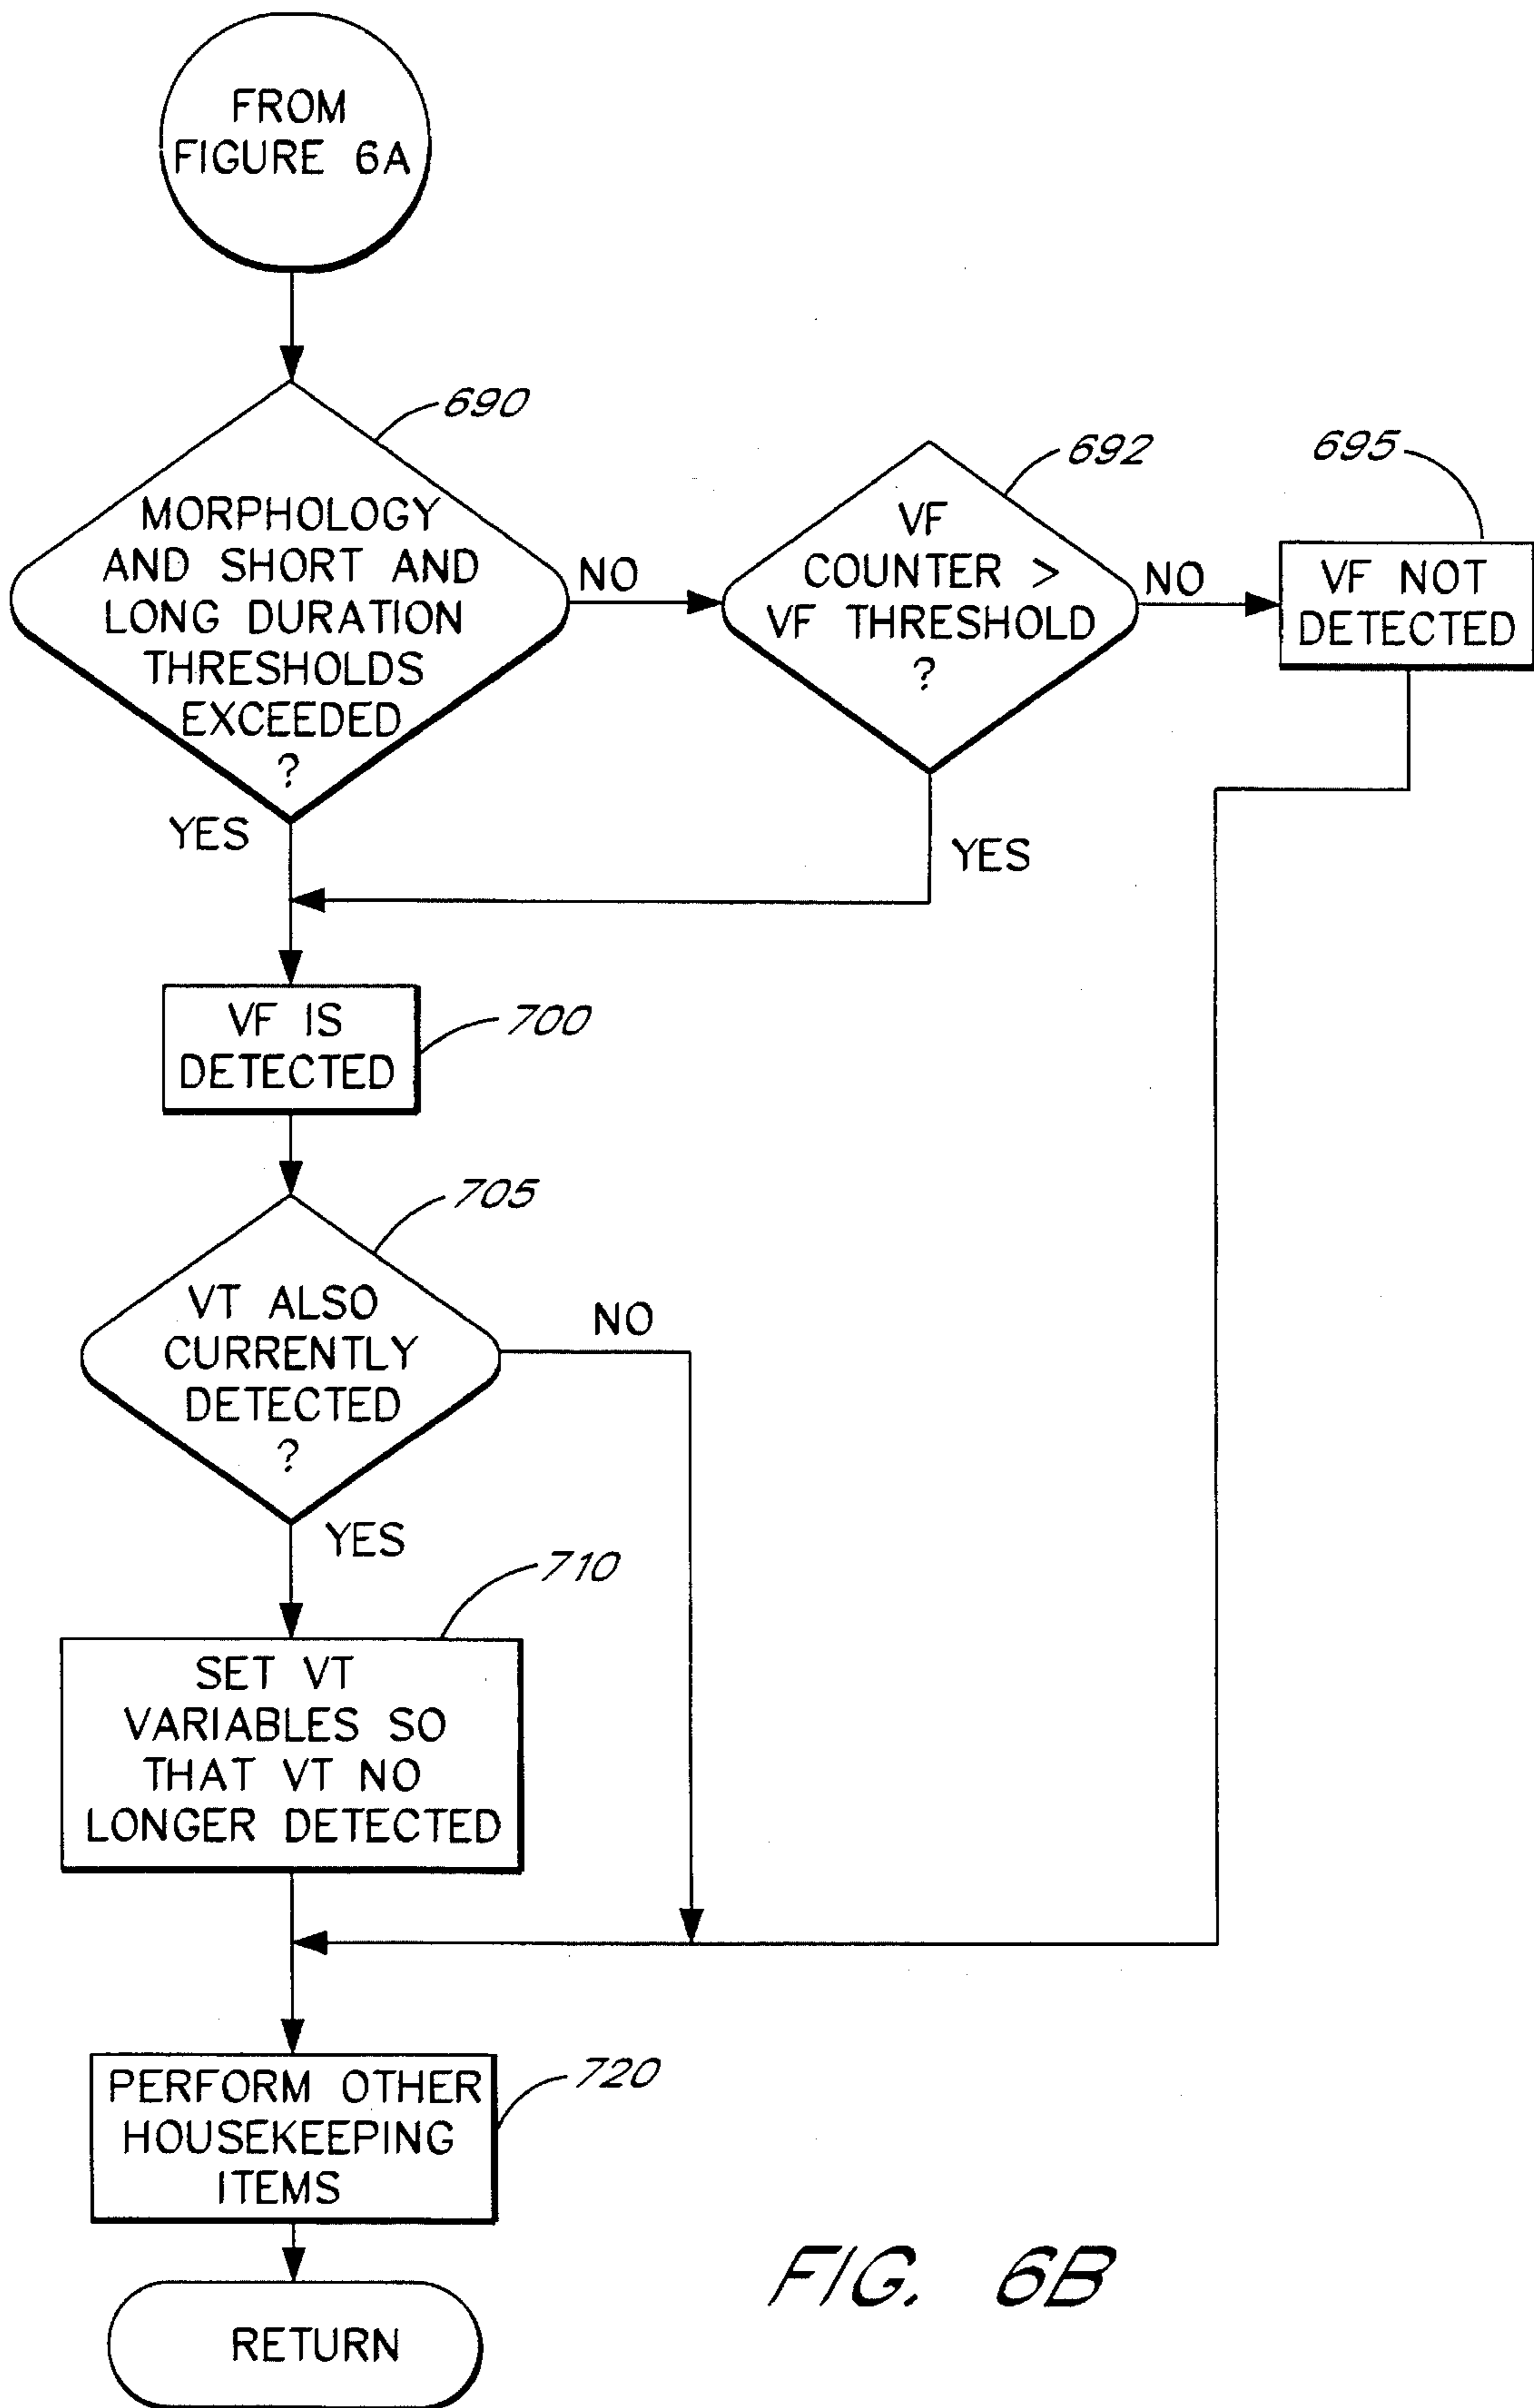 FROM
FIGURE 6A
690
MORPHOLOGY
AND SHORT AND
LONG DURATION
THRESHOLDS
EXCEEDED
?
NO
YES
692
VF
COUNTER >
VF THRESHOLD
?
NO
YES
695
VF NOT
DETECTED
VF IS
DETECTED
700
705
VT ALSO
CURRENTLY
DETECTED
?
NO
YES
710
SET VT
VARIABLES SO
THAT VT NO
LONGER DETECTED
PERFORM OTHER
HOUSEKEEPING
ITEMS
720
RETURN
FIG. 6B